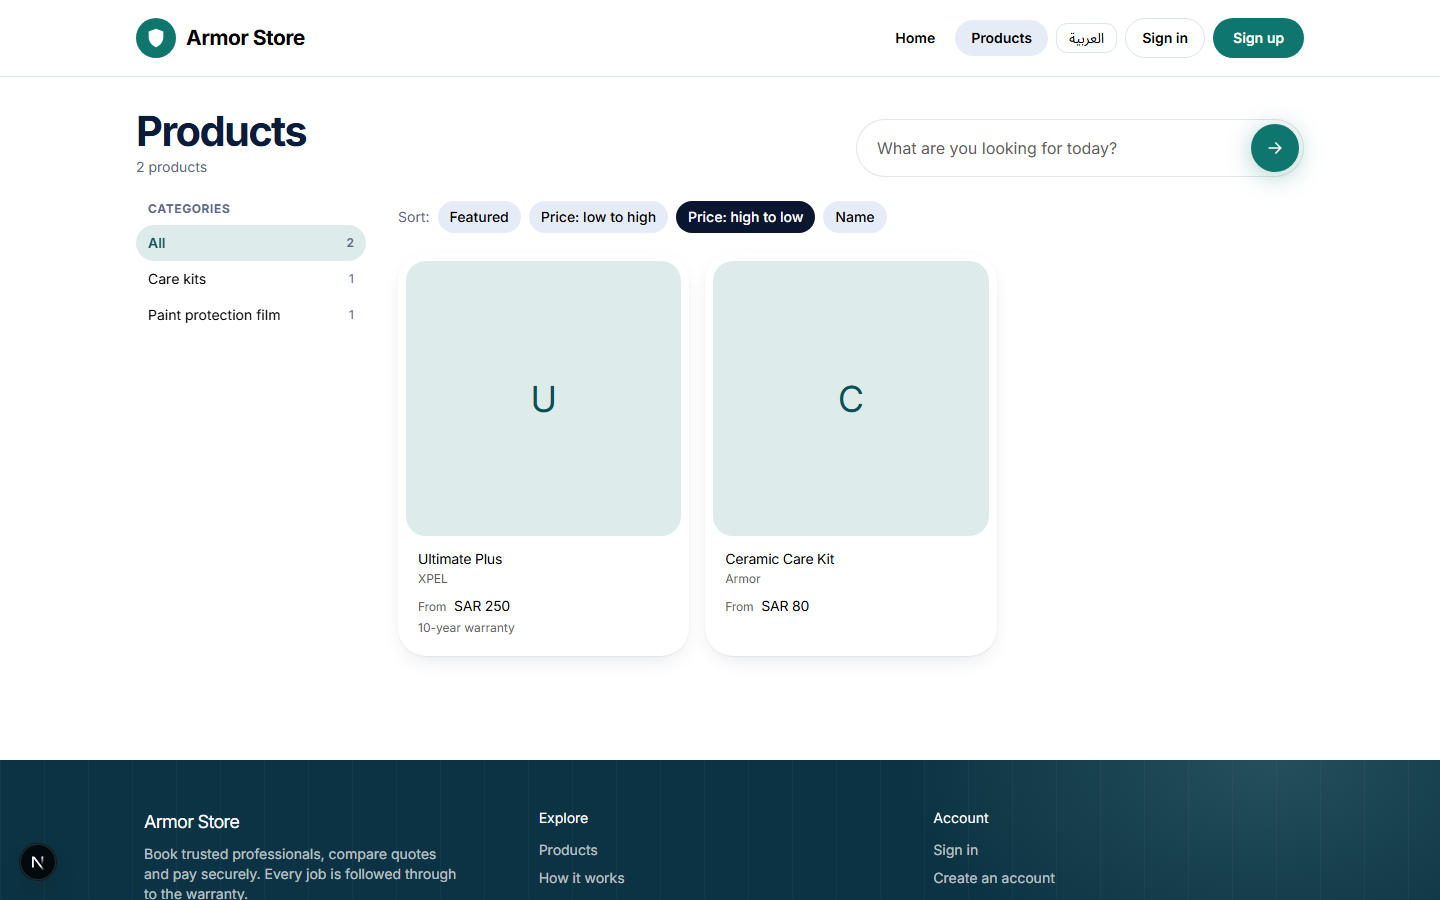 Armor Store
Home
Products
العربية
Sign in
Sign up
Products
2 products
What are you looking for today?
CATEGORIES
All 2
Care kits 1
Paint protection film 1
Sort: Featured Price: low to high Price: high to low Name
U
Ultimate Plus
XPEL
From SAR 250
10-year warranty
C
Ceramic Care Kit
Armor
From SAR 80
Armor Store
Book trusted professionals, compare quotes
and pay securely. Every job is followed through
to the warranty.
Explore
Products
How it works
Account
Sign in
Create an account
N